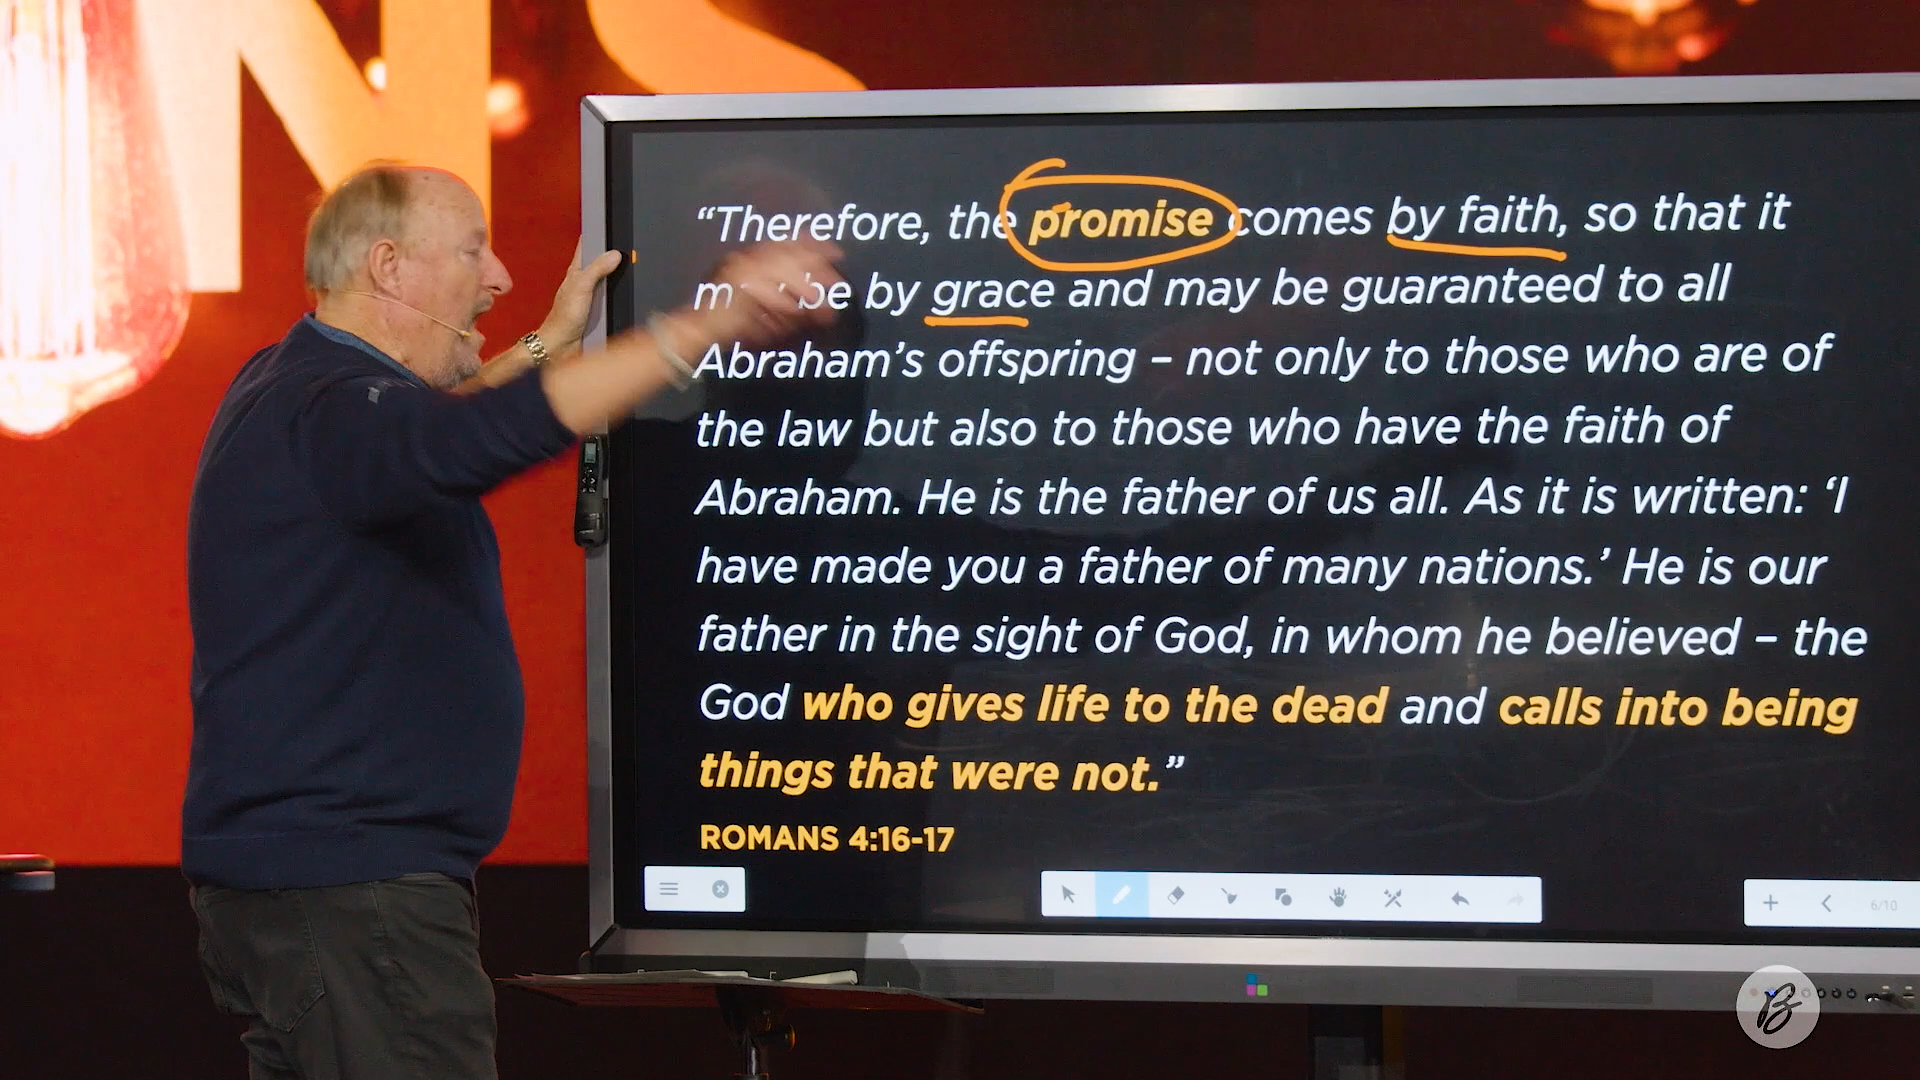 NS
“Therefore, the promise comes by faith, so that it
be by grace and may be guaranteed to all
Abraham’s offspring – not only to those who are of
the law but also to those who have the faith of
Abraham. He is the father of us all. As it is written: ‘I
have made you a father of many nations.’ He is our
father in the sight of God, in whom he believed – the
God who gives life to the dead and calls into being
things that were not.”
ROMANS 4:16-17
6/10
B